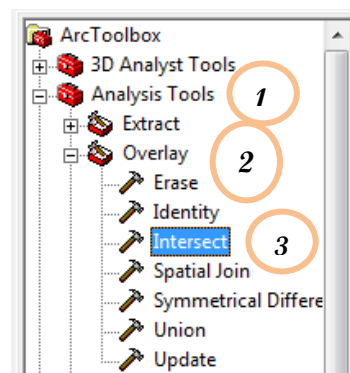 ArcToolbox
3D Analyst Tools
Analysis Tools 1
Extract
Overlay 2
Erase
Identity
Intersect 3
Spatial Join
Symmetrical Differe
Union
Update